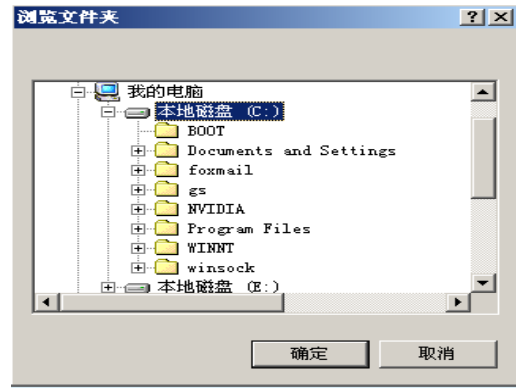 浏览文件夹
我的电脑
本地磁盘 (C:)
BOOT
Documents and Settings
foxmail
gs
NVIDIA
Program Files
WINNT
winsock
本地磁盘 (E:)
确定 取消